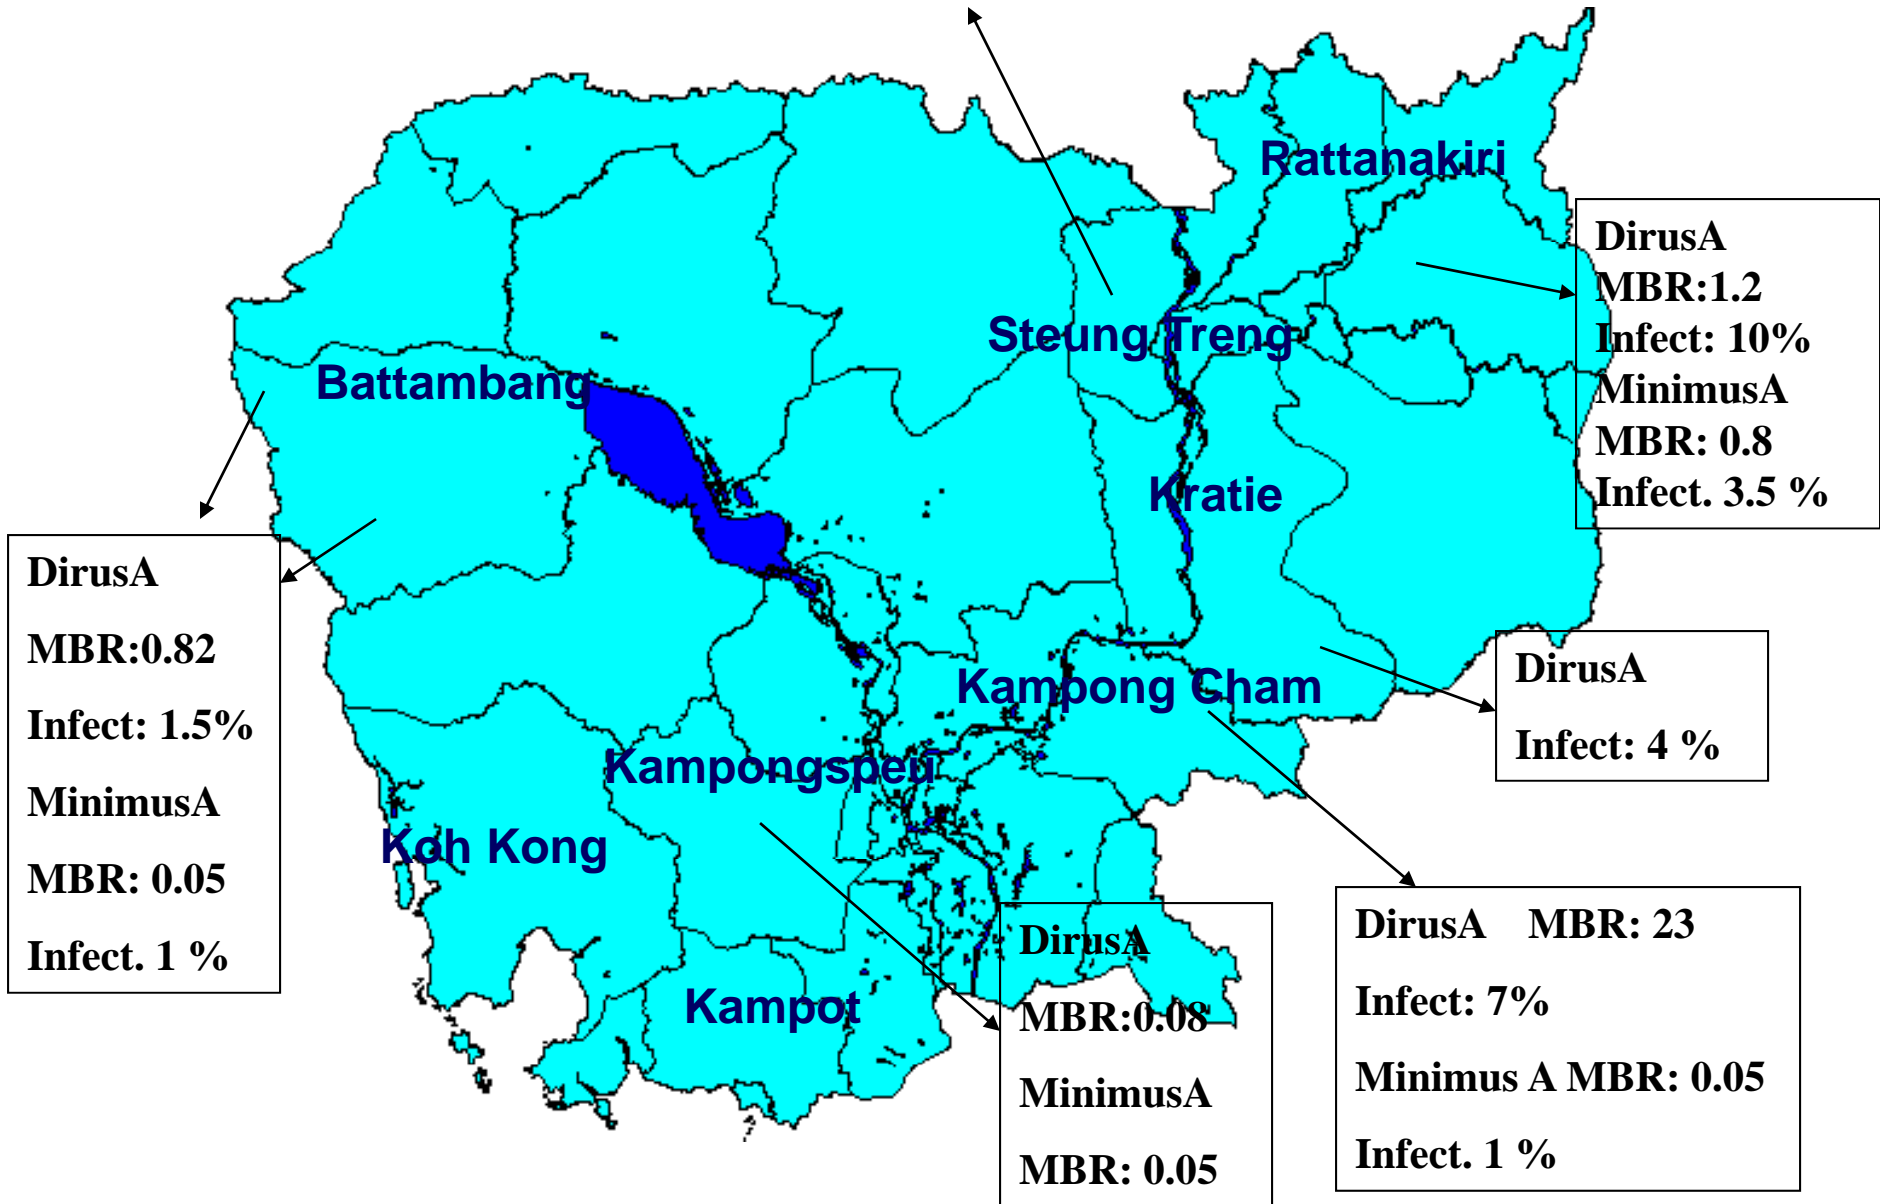 Rattanakiri
DirusA
MBR:1.2
Infect: 10%
MinimusA
MBR: 0.8
Infect. 3.5 %
Steung Treng
Battambang
Kratie
DirusA
MBR:0.82
Infect: 1.5%
MinimusA
MBR: 0.05
Infect. 1 %
DirusA
Infect: 4 %
Kampong Cham
Kampongspeu
Koh Kong
Kampot
DirusA
MBR:0.08
MinimusA
MBR: 0.05
DirusA MBR: 23
Infect: 7%
Minimus A MBR: 0.05
Infect. 1 %